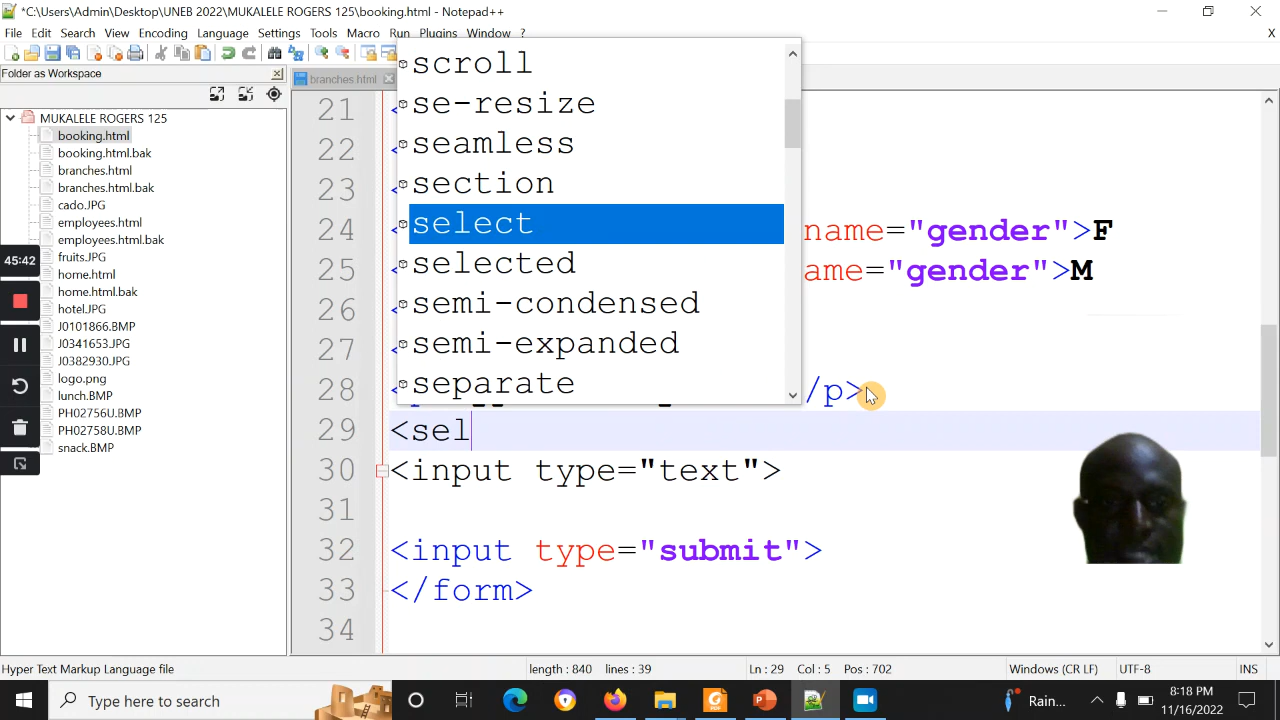 *C:\Users\Admin\Desktop\UNEB 2022\MUKALELE ROGERS 125\booking.html - Notepad++
File Edit Search View Encoding Language Settings Tools Macro Run Plugins Window ?
X
Folder as Workspace
branches html
MUKALELE ROGERS 125
booking.html
booking.html.bak
branches.html
branches.html.bak
cado.JPG
employees.html
employees.html.bak
fruits.JPG
home.html
home.html.bak
hotel.JPG
J0101866.BMP
J0341653.JPG
J0382930.JPG
logo.png
lunch.BMP
PH02756U.BMP
PH02758U.BMP
snack.BMP
45:42
scroll
se-resize
seamless
section
select
selected
semi-condensed
semi-expanded
separate
21 <
22 <
23 <
24 < name="gender">F
25 < ame="gender">M
26 <
27 <
28 < /p>
29 <sel
30 <input type="text">
31
32 <input type="submit">
33 </form>
34
Hyper Text Markup Language file
length : 840 lines : 39
Ln : 29 Col : 5 Pos : 702
Windows (CR LF)
UTF-8
INS
Type here to search
Rain...
8:18 PM
11/16/2022